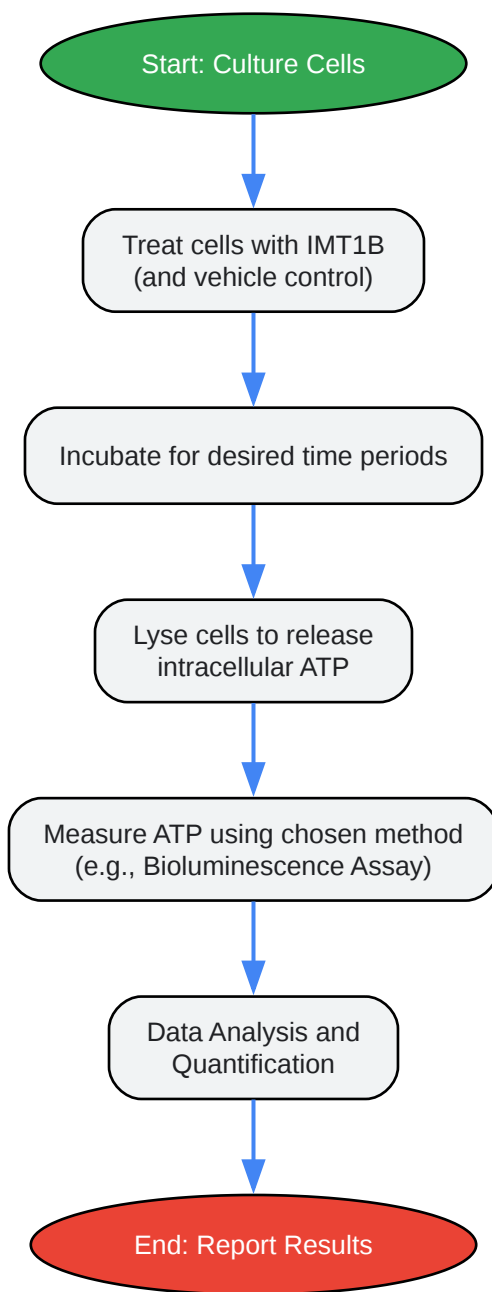 Start: Culture Cells
Treat cells with IMT1B
(and vehicle control)
Incubate for desired time periods
Lyse cells to release
intracellular ATP
Measure ATP using chosen method
(e.g., Bioluminescence Assay)
Data Analysis and
Quantification
End: Report Results